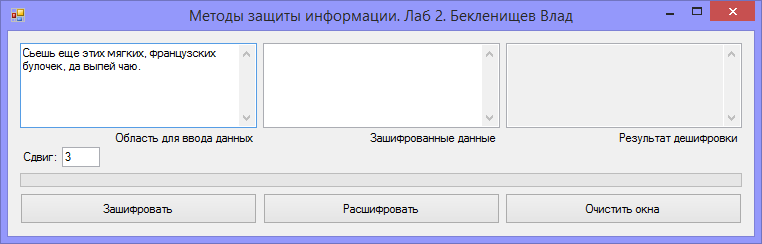 Методы защиты информации. Лаб 2. Бекленищев Влад
Сьешь еще этих мягких, французских
булочек, да выпей чаю.
Область для ввода данных
Зашифрованные данные
Результат дешифровки
Сдвиг: 3
Зашифровать
Расшифровать
Очистить окна